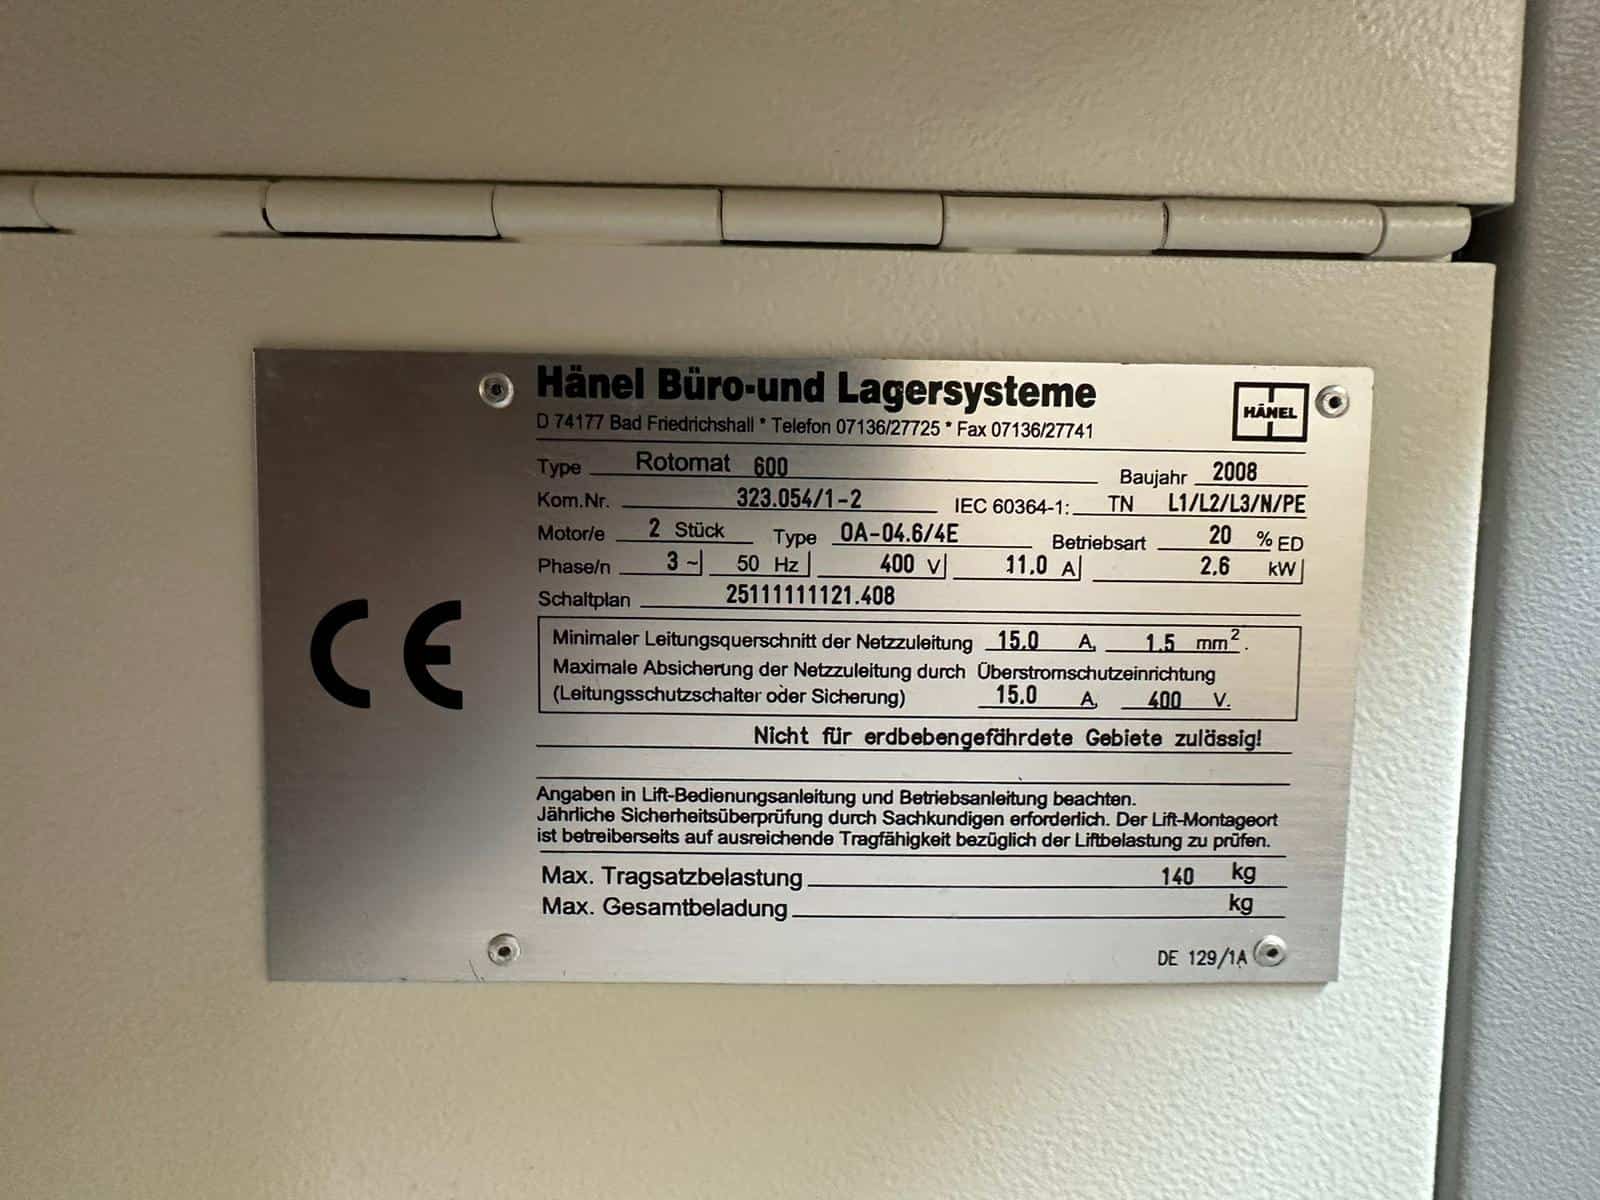 Hänel Büro-und Lagersysteme
HÄNEL
D 74177 Bad Friedrichshall * Telefon 07136/27725 * Fax 07136/27741
Type Rotomat 600 Baujahr 2008
Kom.Nr. 323.054/1-2 IEC 60364-1: TN L1/L2/L3/N/PE
Motor/e 2 Stück Type OA-04.6/4E Betriebsart 20 % ED
Phase/n 3 ~ 50 Hz 400 V 11.0 A 2.6 kW
Schaltplan 25111111121.408
CE
Minimaler Leitungsquerschnitt der Netzzuleitung 15.0 A, 1.5 mm².
Maximale Absicherung der Netzzuleitung durch Überstromschutzeinrichtung
(Leitungsschutzschalter oder Sicherung) 15.0 A, 400 V.
Nicht für erdbebengefährdete Gebiete zulässig!
Angaben in Lift-Bedienungsanleitung und Betriebsanleitung beachten.
Jährliche Sicherheitsüberprüfung durch Sachkundigen erforderlich. Der Lift-Montageort
ist betreiberseits auf ausreichende Tragfähigkeit bezüglich der Liftbelastung zu prüfen.
Max. Tragsatzbelastung 140 kg
Max. Gesamtbeladung kg
DE 129/1A